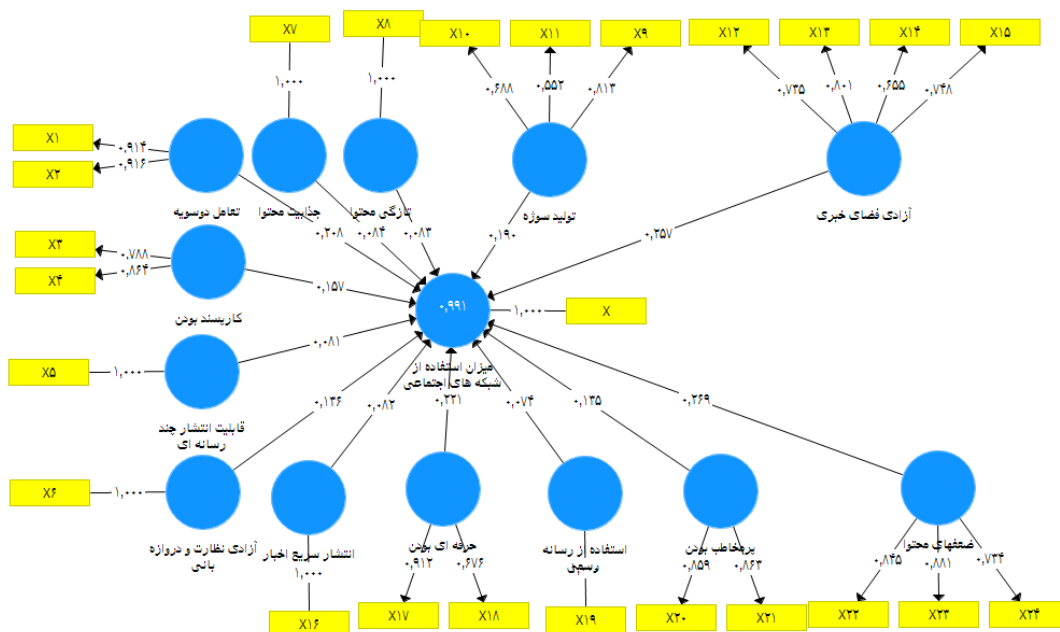 X۷
X۸
X۱۰
X۱۱
X۹
X۱۲
X۱۳
X۱۴
X۱۵
۱,۰۰۰
۱,۰۰۰
۰,۶۸۸
۰,۵۵۲
۰,۸۱۳
۰,۷۳۵
۰,۸۰۱
۰,۶۵۵
۰,۷۴۸
X۱
X۲
۰,۹۱۴
۰,۹۱۶
تعامل دوسویه
جذابیت محتوا
تازگی محتوا
تولید سوژه
آزادی فضای خبری
۰,۲۰۸
۰,۰۸۴
۰,۰۸۳
۰,۱۹۰
۰,۲۵۷
X۳
X۴
۰,۷۸۸
۰,۸۶۴
کاربسند بودن
۰,۱۵۷
۰,۹۹۱
۱,۰۰۰
X
میزان استفاده از
شبکه های اجتماعی
X۵
۱,۰۰۰
۰,۰۸۱
قابلیت انتشار چند
رسانه ای
۰,۱۳۶
۰,۰۸۲
۰,۲۲۱
۰,۰۷۴
۰,۱۳۵
۰,۲۶۹
X۶
۱,۰۰۰
آزادی نظارت و دروازه
بانی
انتشار سریع اخبار
حرفه ای بودن
استفاده از رسانه
رسمی
پرمخاطب بودن
ضعفهای محتوا
۱,۰۰۰
۰,۹۱۲
۰,۶۷۶
۰,۸۵۹
۰,۸۶۳
۰,۸۴۵
۰,۸۸۱
۰,۷۳۴
X۱۶
X۱۷
X۱۸
X۱۹
X۲۰
X۲۱
X۲۲
X۲۳
X۲۴